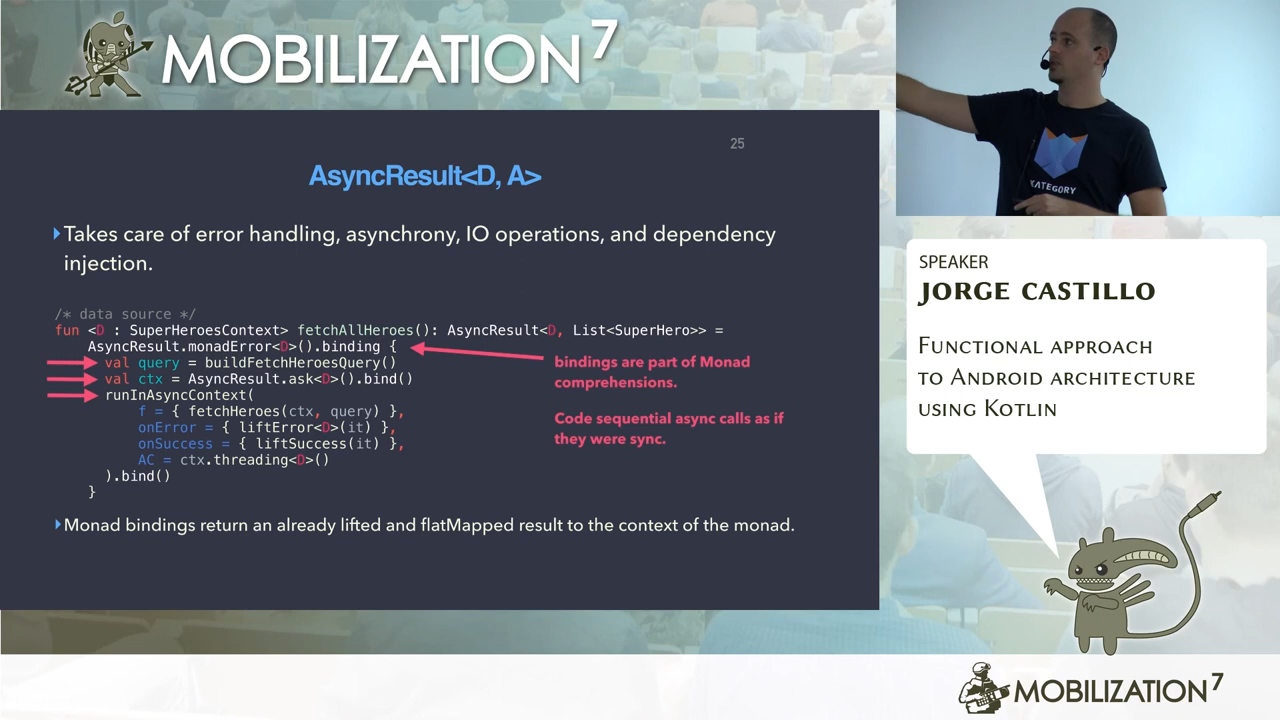 MOBILIZATION 7
25
AsyncResult<D, A>
Takes care of error handling, asynchrony, IO operations, and dependency
injection.
/* data source */
fun <D : SuperHeroesContext> fetchAllHeroes(): AsyncResult<D, List<SuperHero>> =
AsyncResult.monadError<D>().binding {
val query = buildFetchHeroesQuery()
val ctx = AsyncResult.ask<D>().bind()
runInAsyncContext(
f = { fetchHeroes(ctx, query) },
onError = { liftError<D>(it) },
onSuccess = { liftSuccess(it) },
AC = ctx.threading<D>()
).bind()
}
bindings are part of Monad
comprehensions.
Code sequential async calls as if
they were sync.
Monad bindings return an already lifted and flatMapped result to the context of the monad.
KATEGORY
SPEAKER
JORGE CASTILLO
FUNCTIONAL APPROACH
TO ANDROID ARCHITECTURE
USING KOTLIN
MOBILIZATION 7